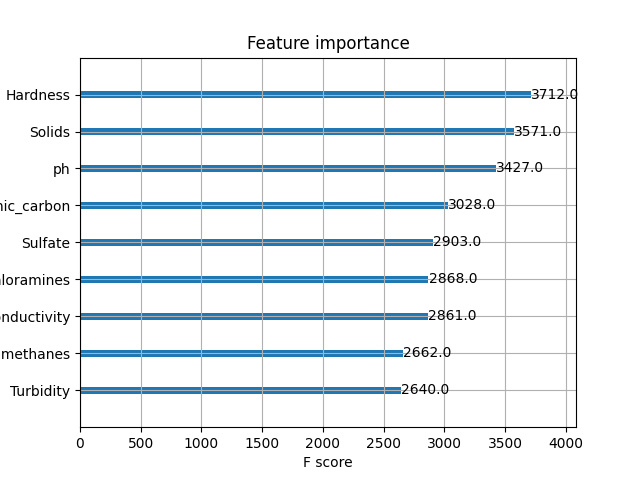 Feature importance
Hardness 3712.0
Solids 3571.0
ph 3427.0
nic_carbon 3028.0
Sulfate 2903.0
loramines 2868.0
onductivity 2861.0
methanes 2662.0
Turbidity 2640.0
0 500 1000 1500 2000 2500 3000 3500 4000
F score